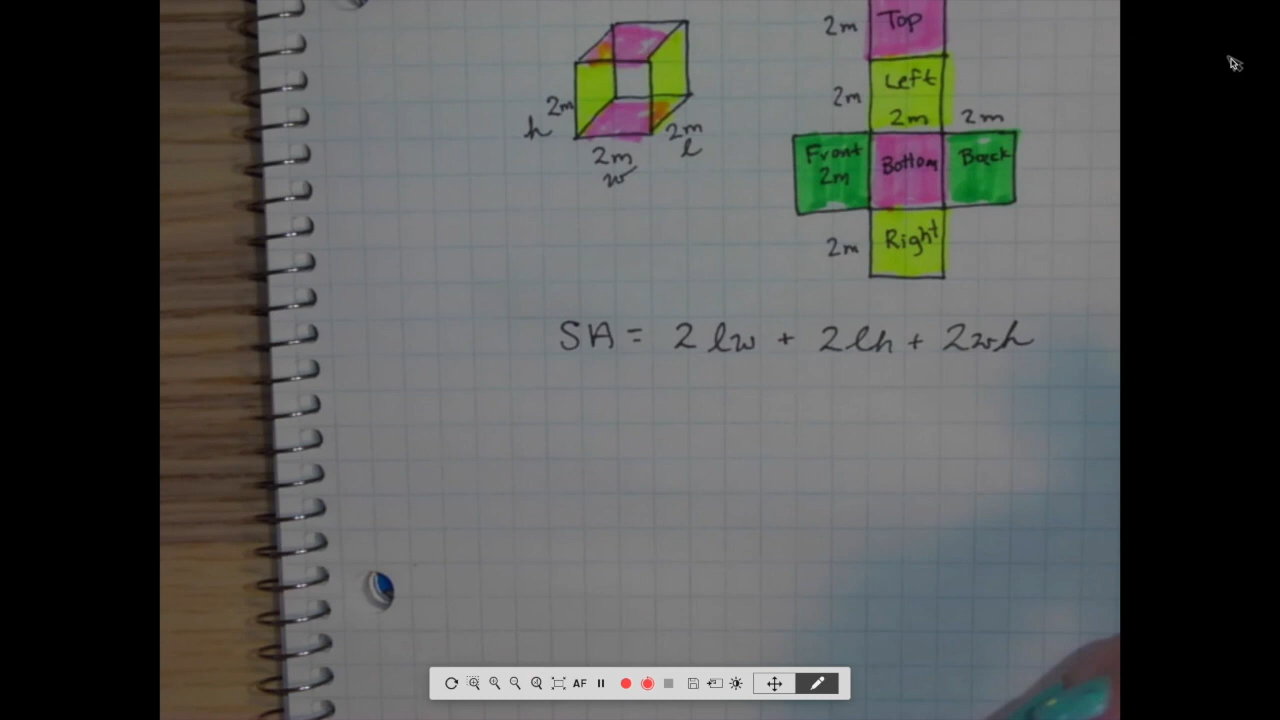 2m Top
Left
2m
2m 2m
2m
h
2m
l
2m
w
Front
2m
Bottom
Back
2m Right
SA = 2lw + 2lh + 2wh
AF